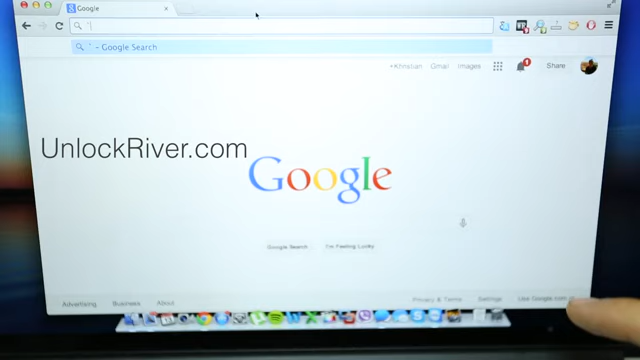 Google
` - Google Search
+Khristian Gmail Images
1
Share
UnlockRiver.com
Google
Google Search I'm Feeling Lucky
Advertising Business About
Privacy & Terms Settings Use Google.com